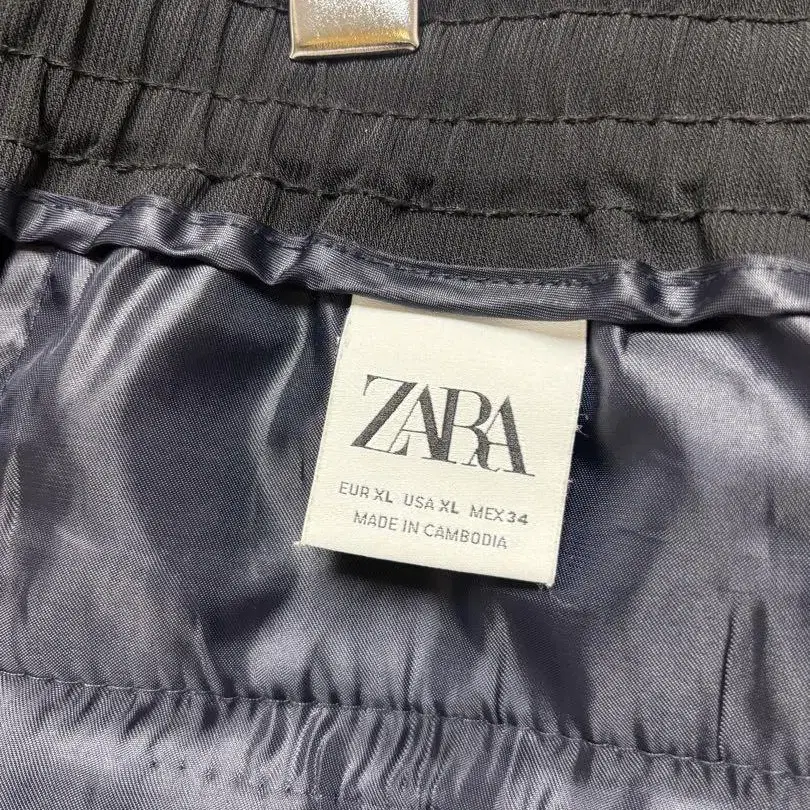 ZARA
EUR XL USA XL MEX 34
MADE IN CAMBODIA